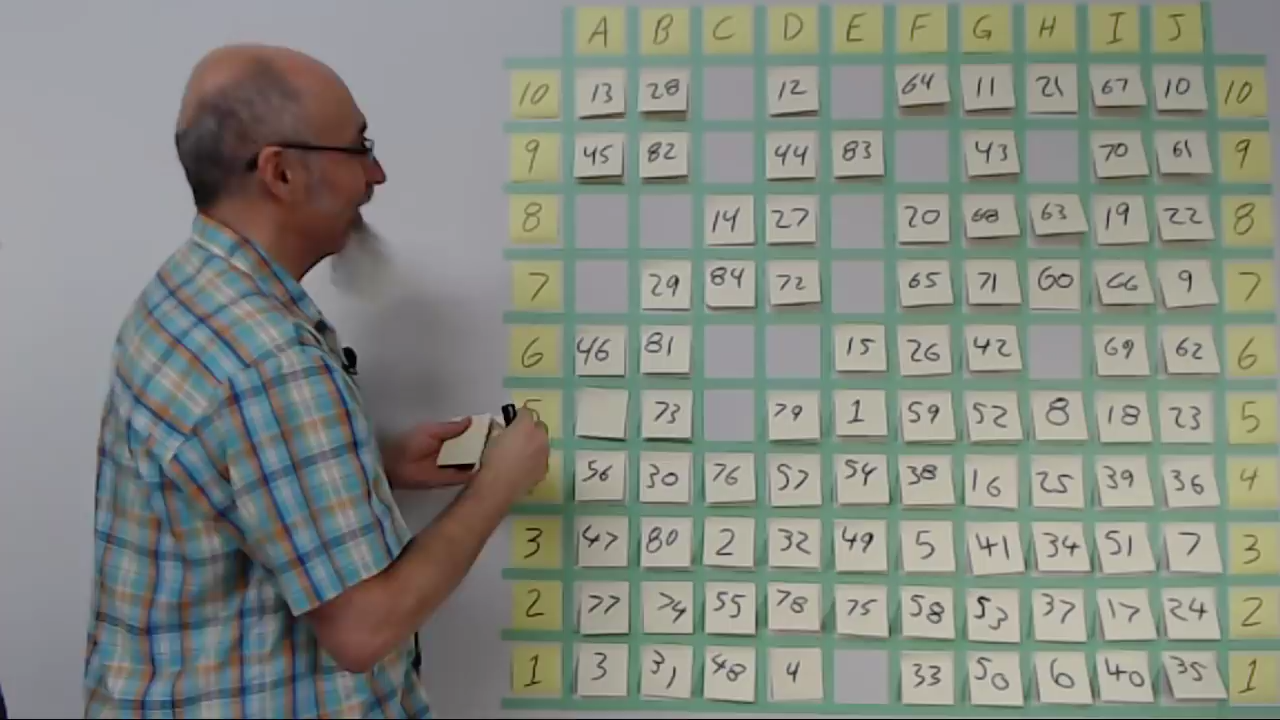 A B C D E F G H I J
10 13 28 12 64 11 21 67 10 10
9 45 82 44 83 43 70 61 9
8 14 27 20 68 63 19 22 8
7 29 84 72 65 71 60 66 9 7
6 46 81 15 26 42 69 62 6
5 73 79 1 59 52 8 18 23 5
56 30 76 57 54 38 16 25 39 36 4
3 47 80 2 32 49 5 41 34 51 7 3
2 77 74 55 78 75 58 53 37 17 24 2
1 3 31 48 4 33 50 6 40 35 1